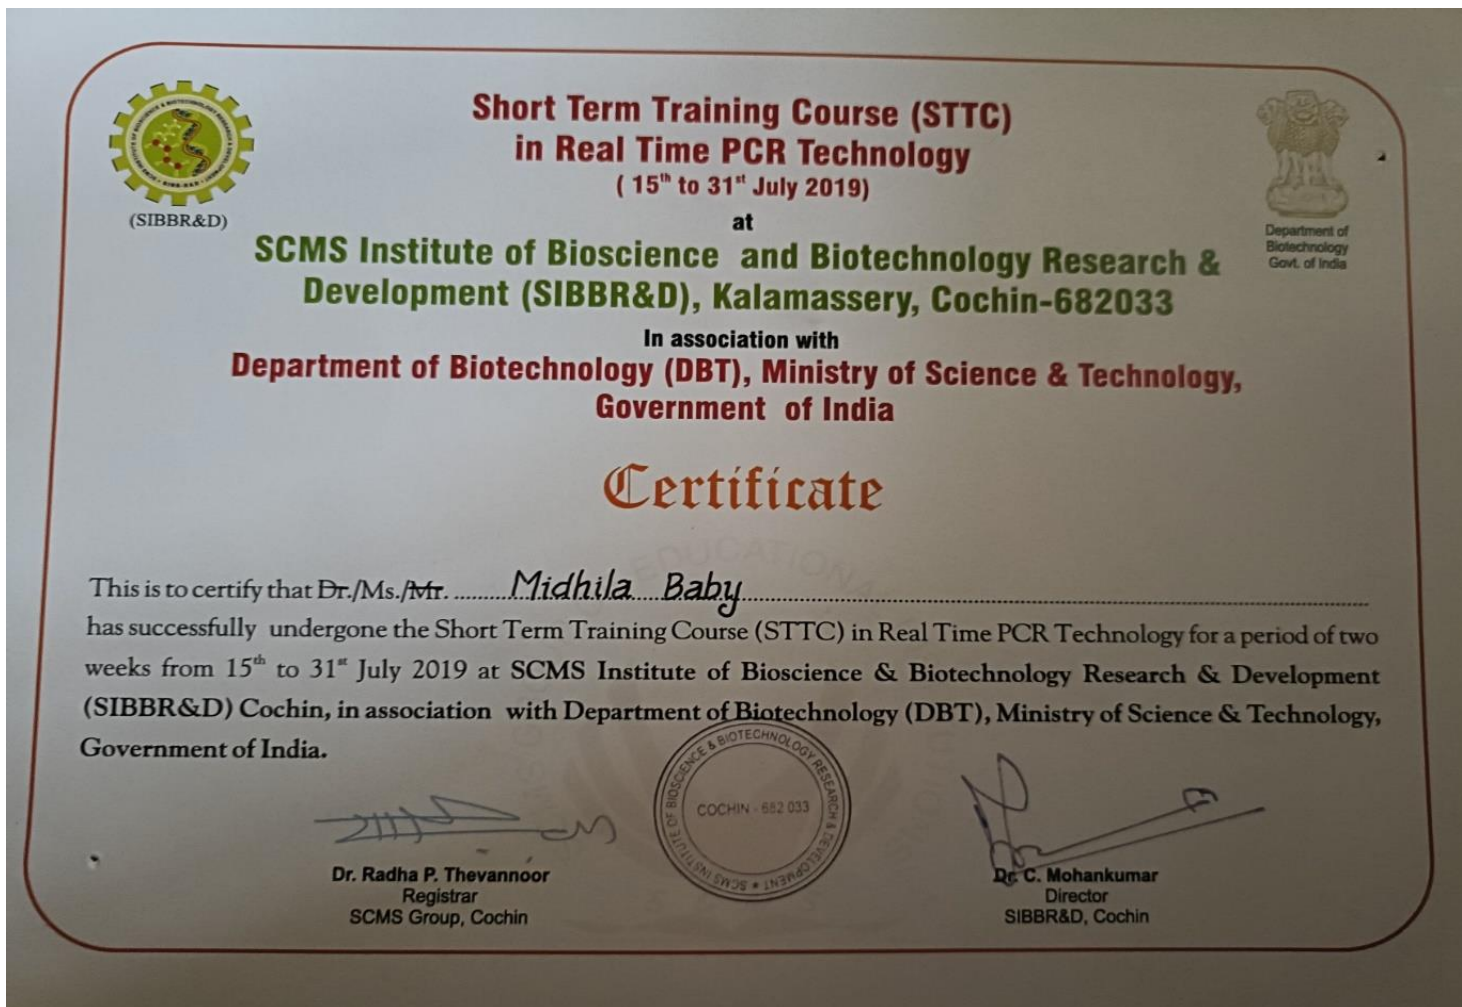 Short Term Training Course (STTC)
in Real Time PCR Technology
( 15th to 31st July 2019)
at
SCMS Institute of Bioscience and Biotechnology Research &
Development (SIBBR&D), Kalamassery, Cochin-682033
In association with
Department of Biotechnology (DBT), Ministry of Science & Technology,
Government of India
(SIBBR&D)
Department of
Biotechnology
Govt. of India
Certificate
This is to certify that Dr./Ms./Mr. Midhila Baby
has successfully undergone the Short Term Training Course (STTC) in Real Time PCR Technology for a period of two
weeks from 15th to 31st July 2019 at SCMS Institute of Bioscience & Biotechnology Research & Development
(SIBBR&D) Cochin, in association with Department of Biotechnology (DBT), Ministry of Science & Technology,
Government of India.
SCMS INSTITUTE OF BIOSCIENCE & BIOTECHNOLOGY RESEARCH & DEVELOPMENT
COCHIN - 682 033
Dr. Radha P. Thevannoor
Registrar
SCMS Group, Cochin
Dr. C. Mohankumar
Director
SIBBR&D, Cochin